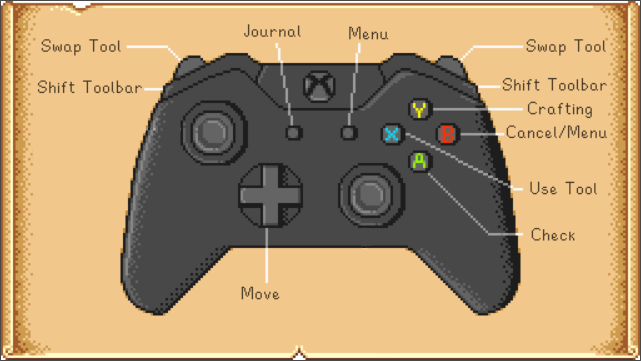 Journal
Menu
Swap Tool
Swap Tool
Shift Toolbar
Shift Toolbar
Y
Crafting
X
B
Cancel/Menu
A
Use Tool
Check
Move